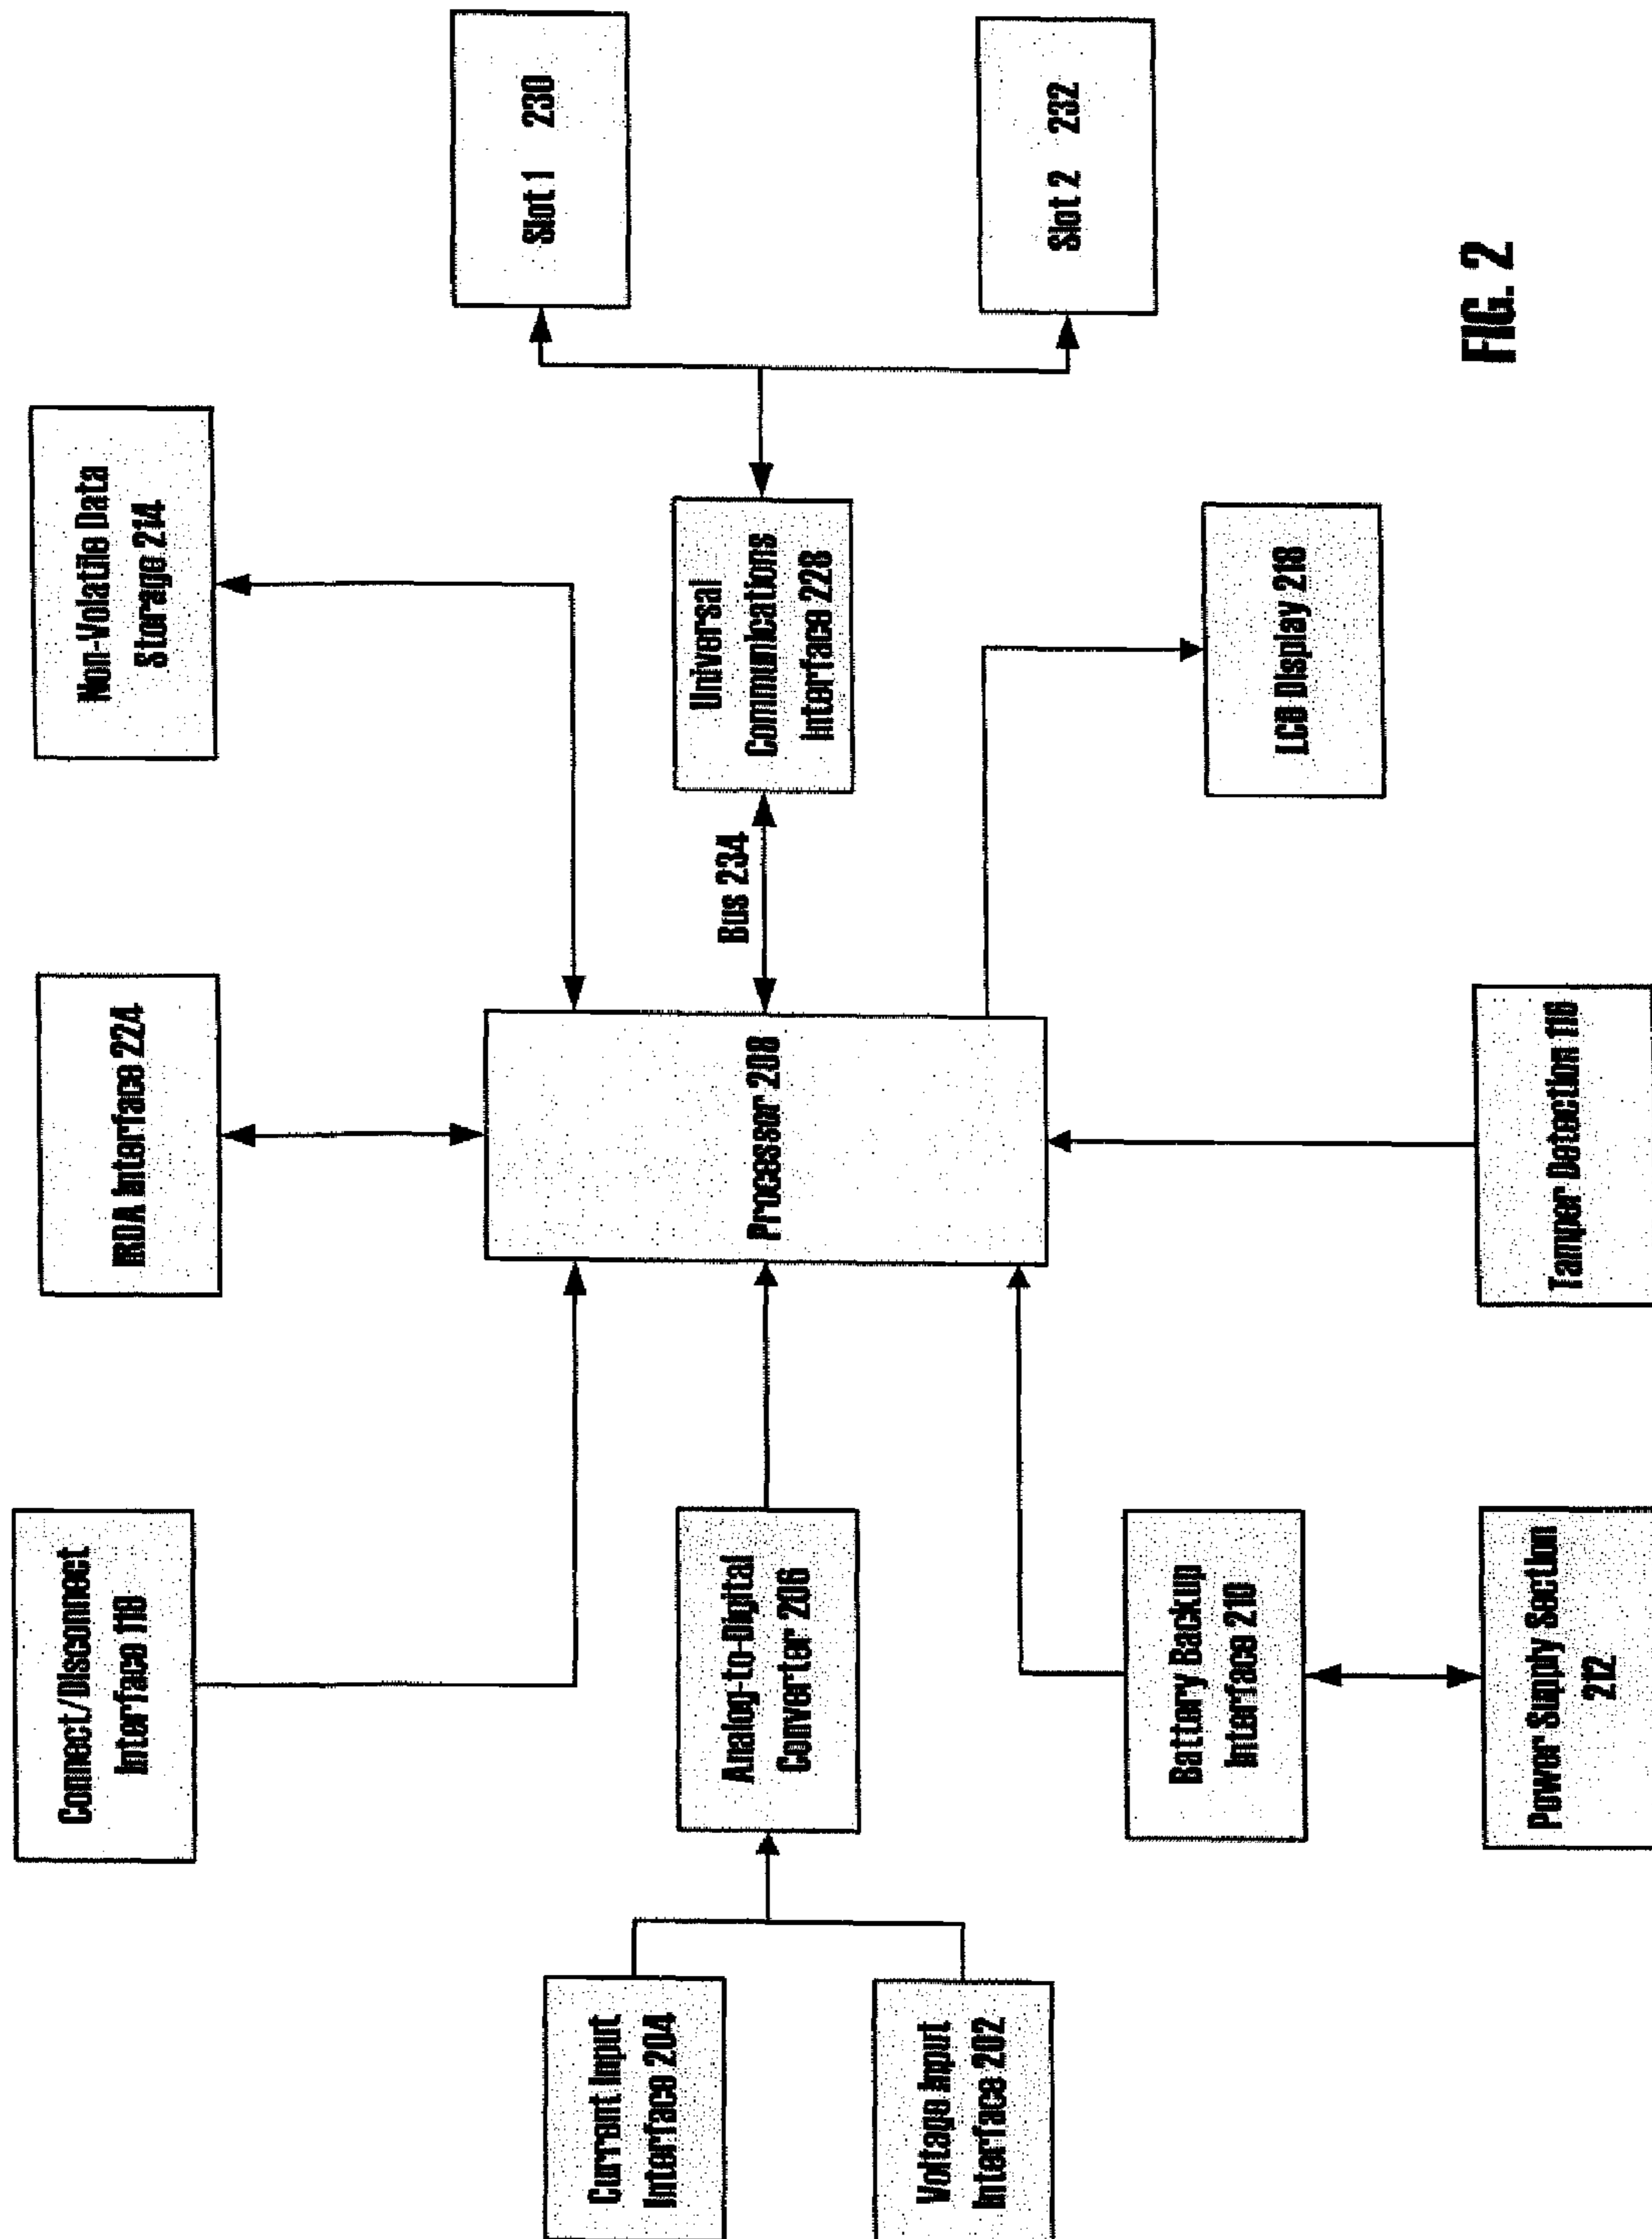 Connect/Disconnect
Interface 118
IRDA Interface 224
Non-Volatile Data
Storage 214
Slot 1 230
Current Input
Interface 204
Analog-to-Digital
Converter 206
Processor 208
Bus 234
Universal
Communications
Interface 228
Voltage Input
Interface 202
Slot 2 232
Battery Backup
Interface 210
LCD Display 218
Power Supply Section
212
Tamper Detection 116
FIG. 2